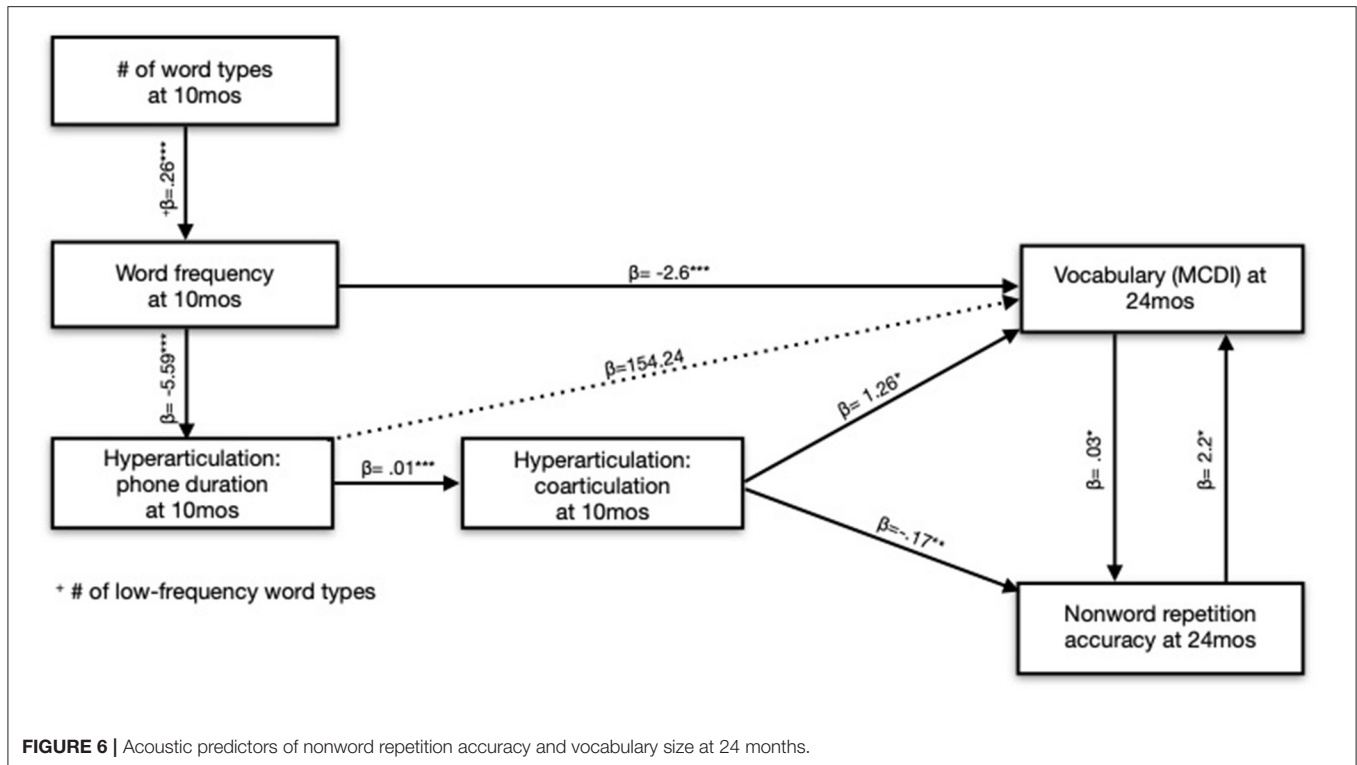 # of word types
at 10mos
⁺β=.26***
Word frequency
at 10mos
β= -2.6***
Vocabulary (MCDI) at
24mos
β= -5.59***
β=154.24
β= 1.26*
Hyperarticulation:
phone duration
at 10mos
β= .01***
Hyperarticulation:
coarticulation
at 10mos
β= .03*
β= 2.2*
β=-.17**
⁺ # of low-frequency word types
Nonword repetition
accuracy at 24mos
FIGURE 6 | Acoustic predictors of nonword repetition accuracy and vocabulary size at 24 months.